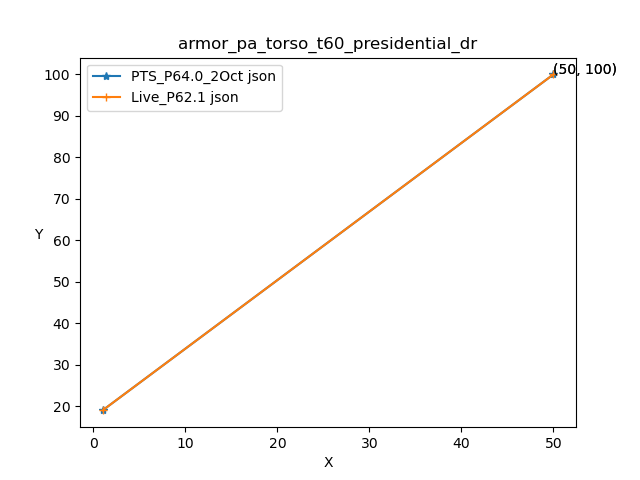 armor_pa_torso_t60_presidential_dr
PTS_P64.0_2Oct json
Live_P62.1 json
(50, 100)
100
90
80
70
60
50
40
30
20
Y
0 10 20 30 40 50
X